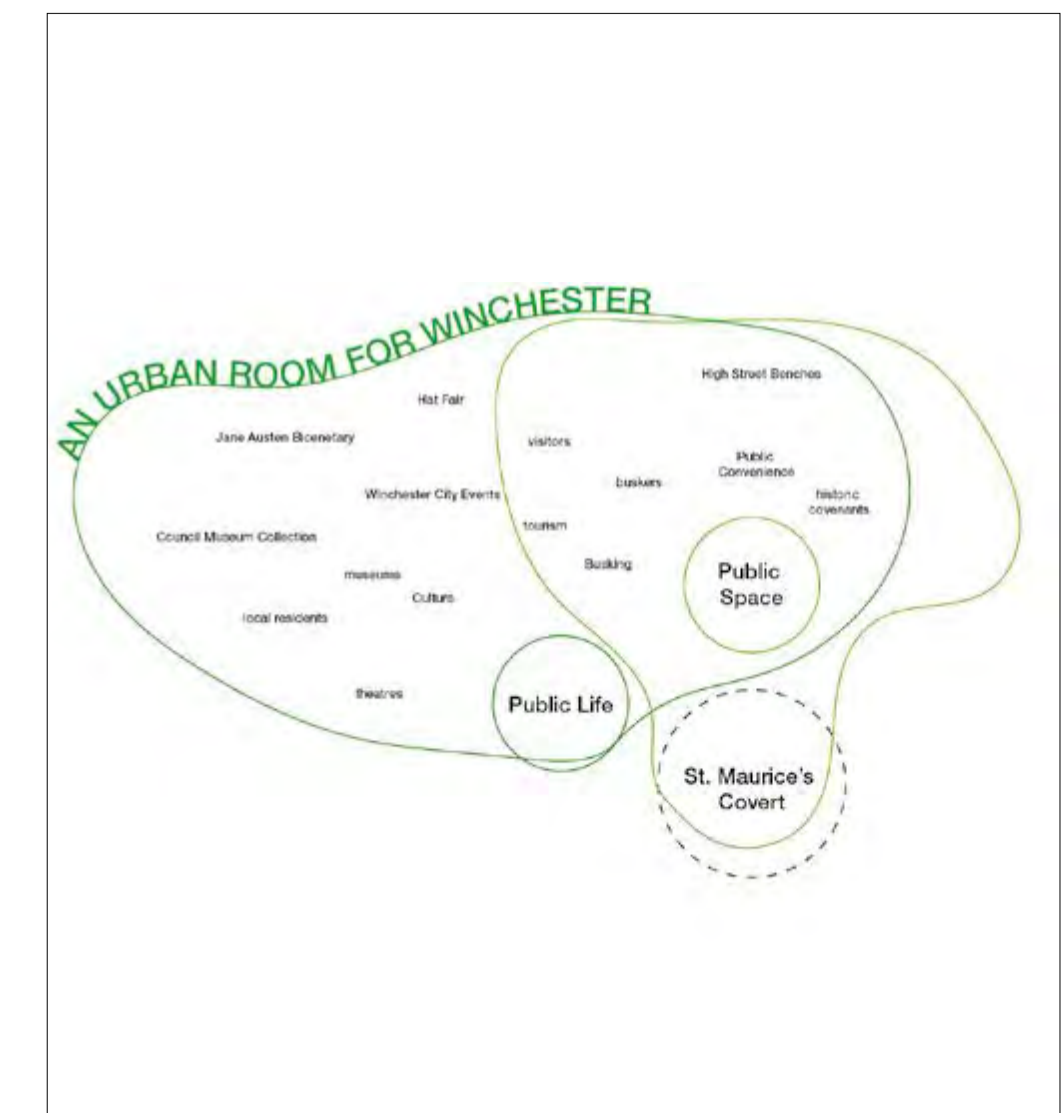 AN URBAN ROOM FOR WINCHESTER
High Street Benches
Hat Fair
Jane Austen Bicenetary
visitors
Public
Convenience
buskers
Winchester City Events
historic
covenants
tourism
Council Museum Collection
Busking
museums
Culture
Public
Space
local residents
theatres
Public Life
St. Maurice's
Covert